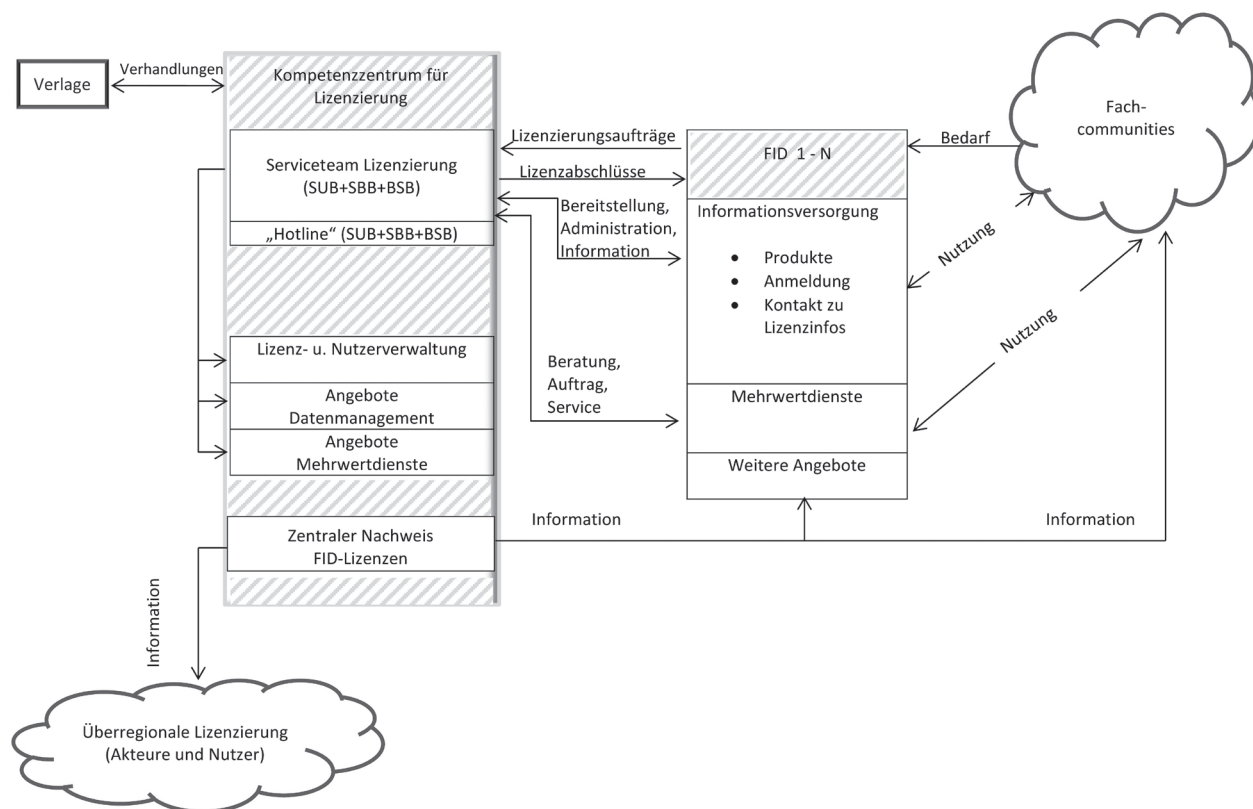 Verlage
Verhandlungen
Kompetenzzentrum für
Lizenzierung
Serviceteam Lizenzierung
(SUB+SBB+BSB)
„Hotline“ (SUB+SBB+BSB)
Lizenz- u. Nutzerverwaltung
Angebote
Datenmanagement
Angebote
Mehrwertdienste
Zentraler Nachweis
FID-Lizenzen
Lizenzierungsaufträge
Lizenzabschlüsse
Bereitstellung,
Administration,
Information
Beratung,
Auftrag,
Service
FID 1 - N
Informationsversorgung
• Produkte
• Anmeldung
• Kontakt zu
Lizenzinfos
Mehrwertdienste
Weitere Angebote
Bedarf
Fach-
communities
Nutzung
Nutzung
Information
Information
Information
Überregionale Lizenzierung
(Akteure und Nutzer)